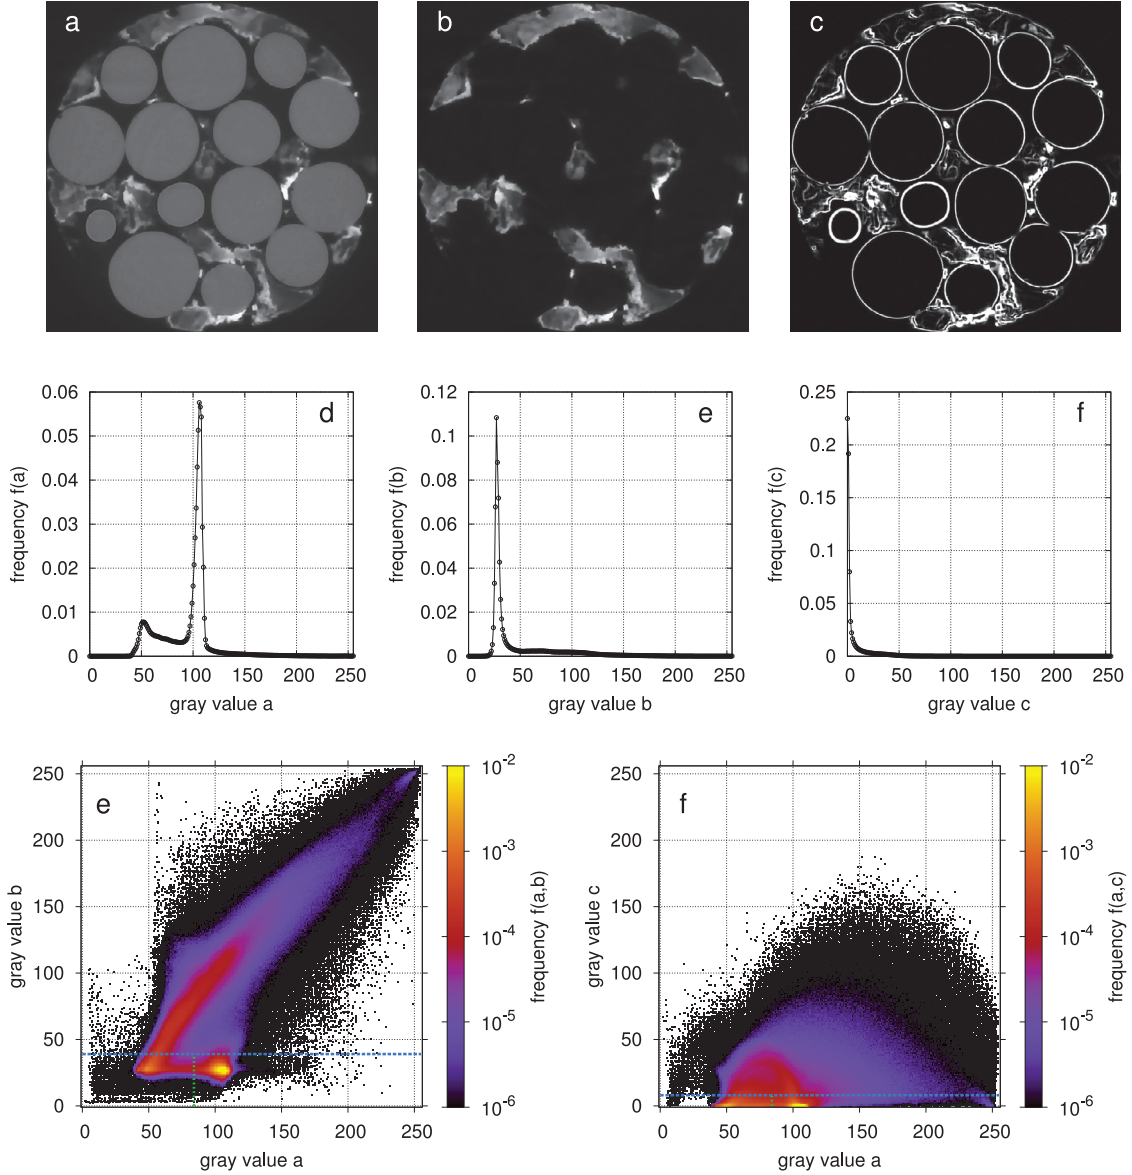 a
b
c
d
0.06
0.05
0.04
0.03
0.02
0.01
0
0 50 100 150 200 250
frequency f(a)
gray value a
e
0.12
0.1
0.08
0.06
0.04
0.02
0
0 50 100 150 200 250
frequency f(b)
gray value b
f
0.25
0.2
0.15
0.1
0.05
0
0 50 100 150 200 250
frequency f(c)
gray value c
e
250
200
150
100
50
0
0 50 100 150 200 250
gray value b
gray value a
10-2
10-3
10-4
10-5
10-6
frequency f(a,b)
f
250
200
150
100
50
0
0 50 100 150 200 250
gray value c
gray value a
10-2
10-3
10-4
10-5
10-6
frequency f(a,c)